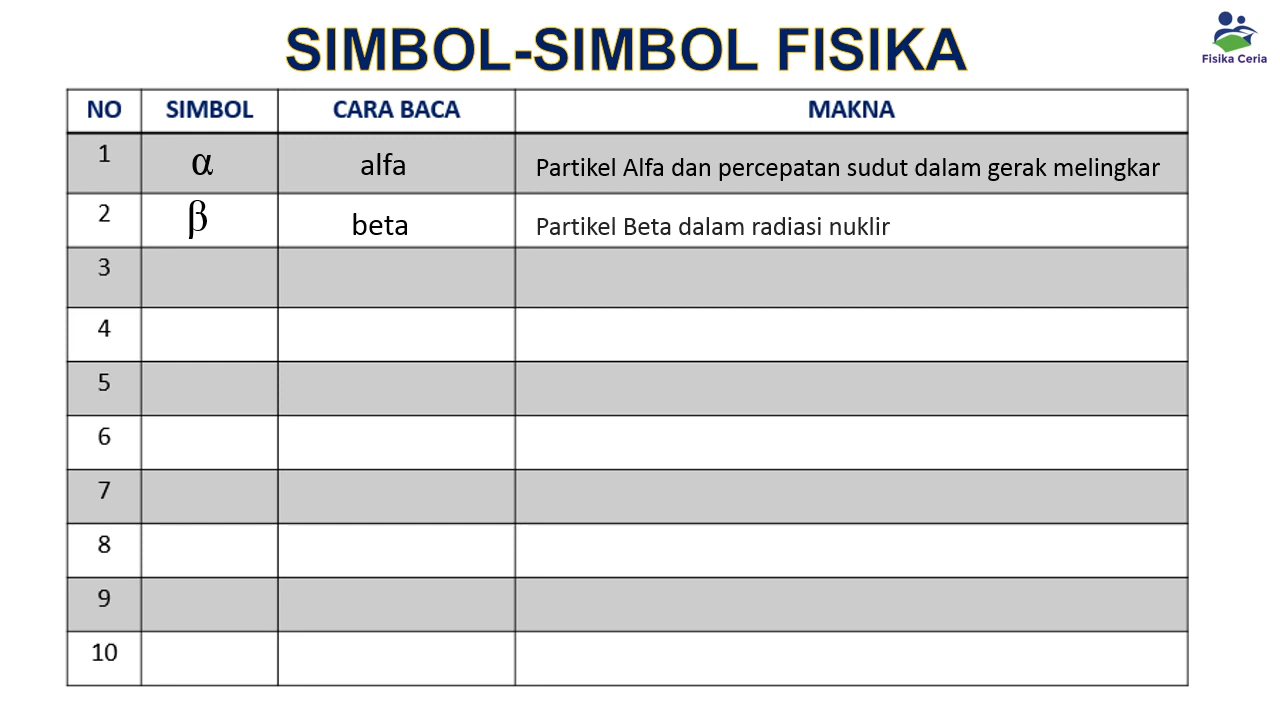 SIMBOL-SIMBOL FISIKA
Fisika Ceria
NO SIMBOL CARA BACA MAKNA
1 α alfa Partikel Alfa dan percepatan sudut dalam gerak melingkar
2 β beta Partikel Beta dalam radiasi nuklir
3
4
5
6
7
8
9
10